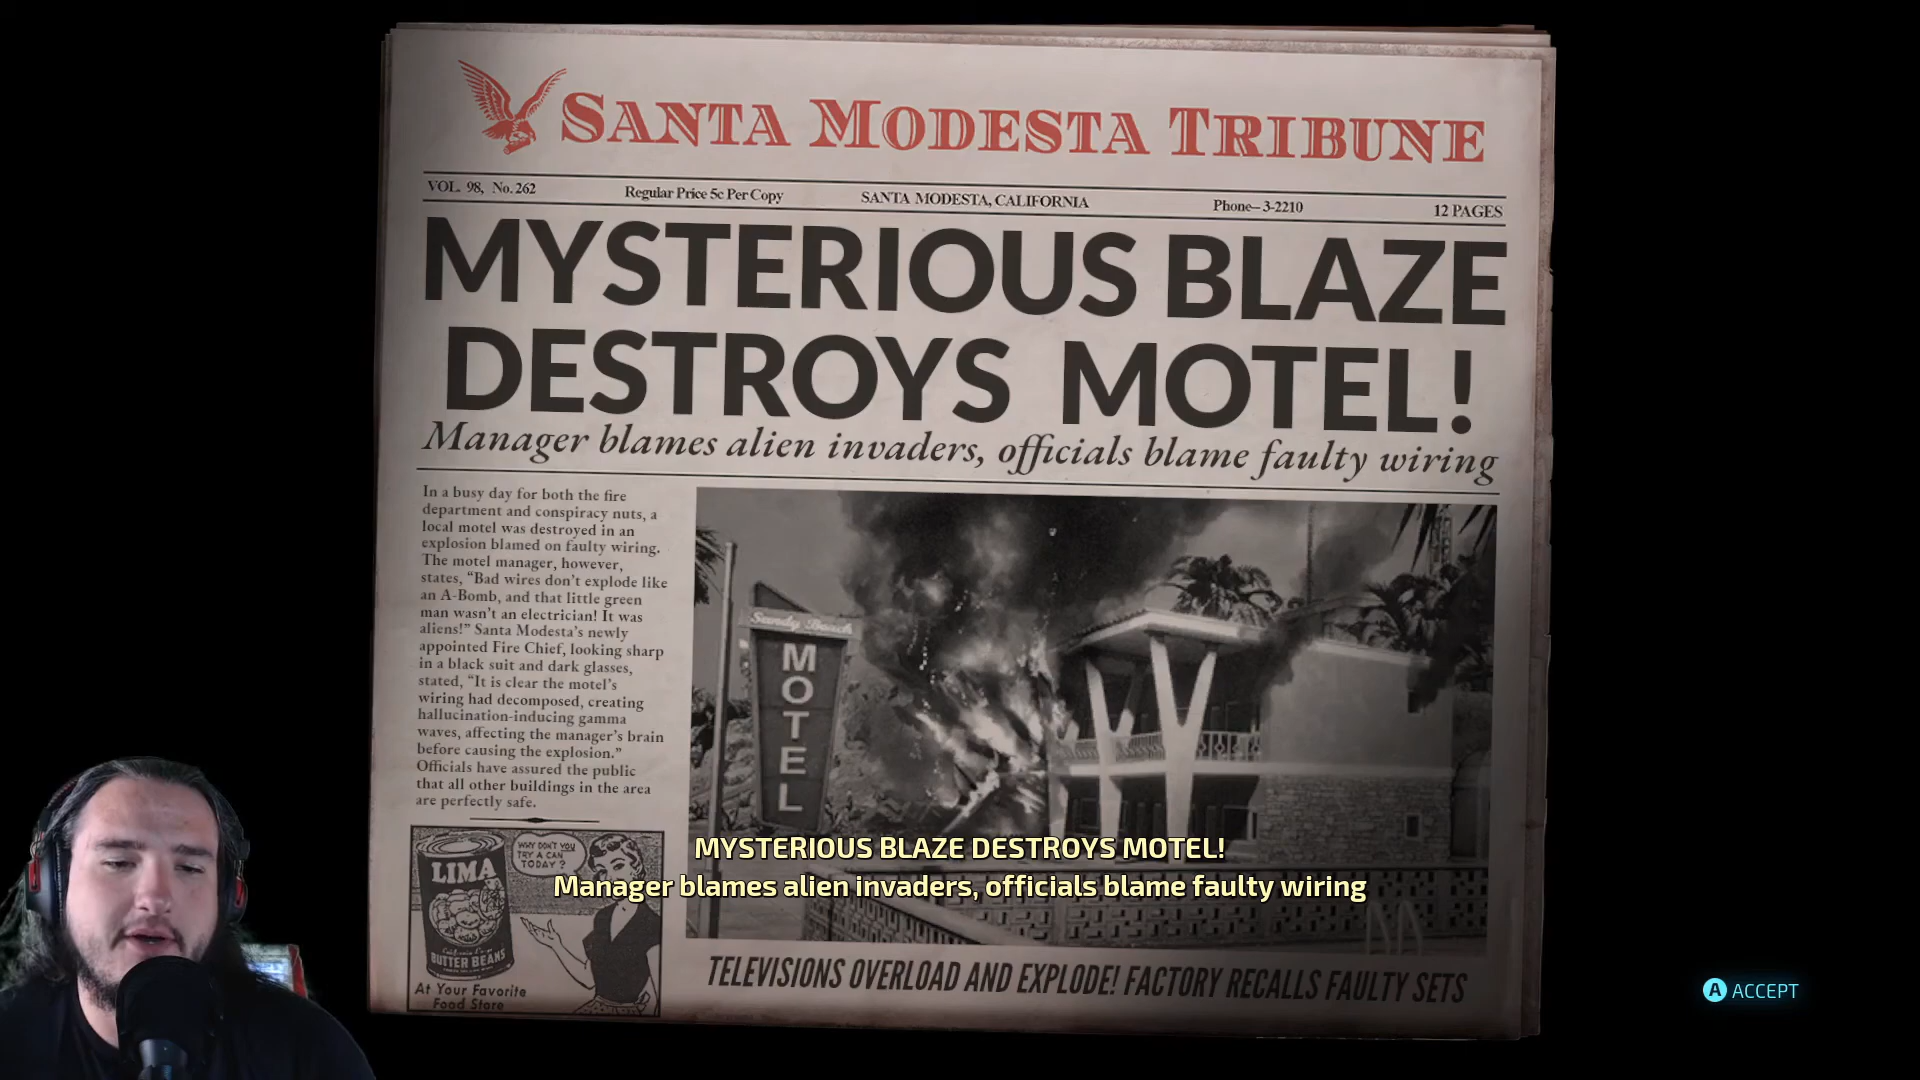 SANTA MODESTA TRIBUNE
VOL. 98, No. 262
Regular Price 5c Per Copy
SANTA MODESTA, CALIFORNIA
Phone– 3-2210
12 PAGES
MYSTERIOUS BLAZE
DESTROYS MOTEL!
Manager blames alien invaders, officials blame faulty wiring
In a busy day for both the fire
department and conspiracy nuts, a
local motel was destroyed in an
explosion blamed on faulty wiring.
The motel manager, however,
states, “Bad wires don’t explode like
an A-Bomb, and that little green
man wasn’t an electrician! It was
aliens!” Santa Modesta’s newly
appointed Fire Chief, looking sharp
in a black suit and dark glasses,
stated, “It is clear the motel’s
wiring had decomposed, creating
hallucination-inducing gamma
waves, affecting the manager’s brain
before causing the explosion.”
Officials have assured the public
that all other buildings in the area
are perfectly safe.
Sandy Beach
MOTEL
LIMA
BUTTER BEANS
WHY DON'T YOU
TRY A CAN
TODAY?
At Your Favorite
Food Store
MYSTERIOUS BLAZE DESTROYS MOTEL!
Manager blames alien invaders, officials blame faulty wiring
TELEVISIONS OVERLOAD AND EXPLODE! FACTORY RECALLS FAULTY SETS
A ACCEPT